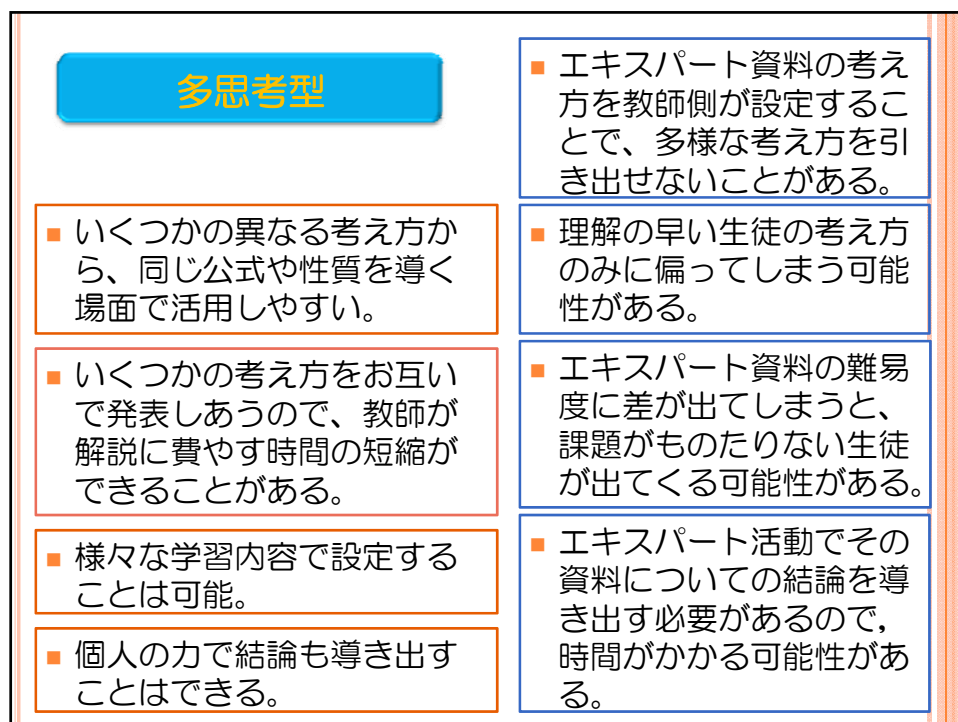 多思考型
いくつかの異なる考え方か
ら、同じ公式や性質を導く
場面で活用しやすい。
いくつかの考え方をお互い
で発表しあうので、教師が
解説に費やす時間の短縮が
できることがある。
様々な学習内容で設定する
ことは可能。
個人の力で結論も導き出す
ことはできる。
エキスパート資料の考え
方を教師側が設定するこ
とで、多様な考え方を引
き出せないことがある。
理解の早い生徒の考え方
のみに偏ってしまう可能
性がある。
エキスパート資料の難易
度に差が出てしまうと、
課題がものたりない生徒
が出てくる可能性がある。
エキスパート活動でその
資料についての結論を導
き出す必要があるので,
時間がかかる可能性があ
る。